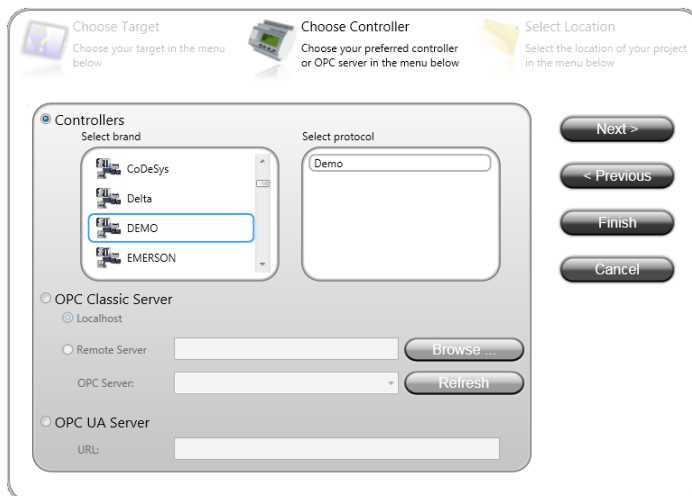 Choose Target
Choose your target in the menu
below
Choose Controller
Choose your preferred controller
or OPC server in the menu below
Select Location
Select the location of your project
in the menu below
Controllers
Select brand
Select protocol
CoDeSys
Delta
DEMO
EMERSON
Demo
OPC Classic Server
Localhost
Remote Server
Browse ...
OPC Server:
Refresh
OPC UA Server
URL:
Next >
< Previous
Finish
Cancel